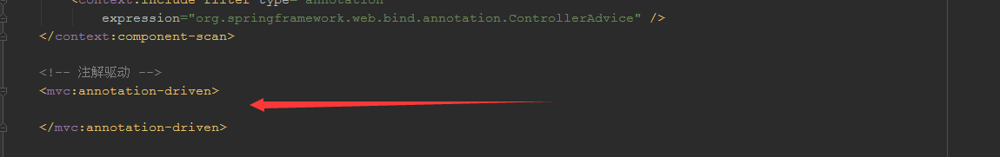 <context:include-filter type="annotation"
expression="org.springframework.web.bind.annotation.ControllerAdvice" />
</context:component-scan>
<!-- 注解驱动 -->
<mvc:annotation-driven>
</mvc:annotation-driven>